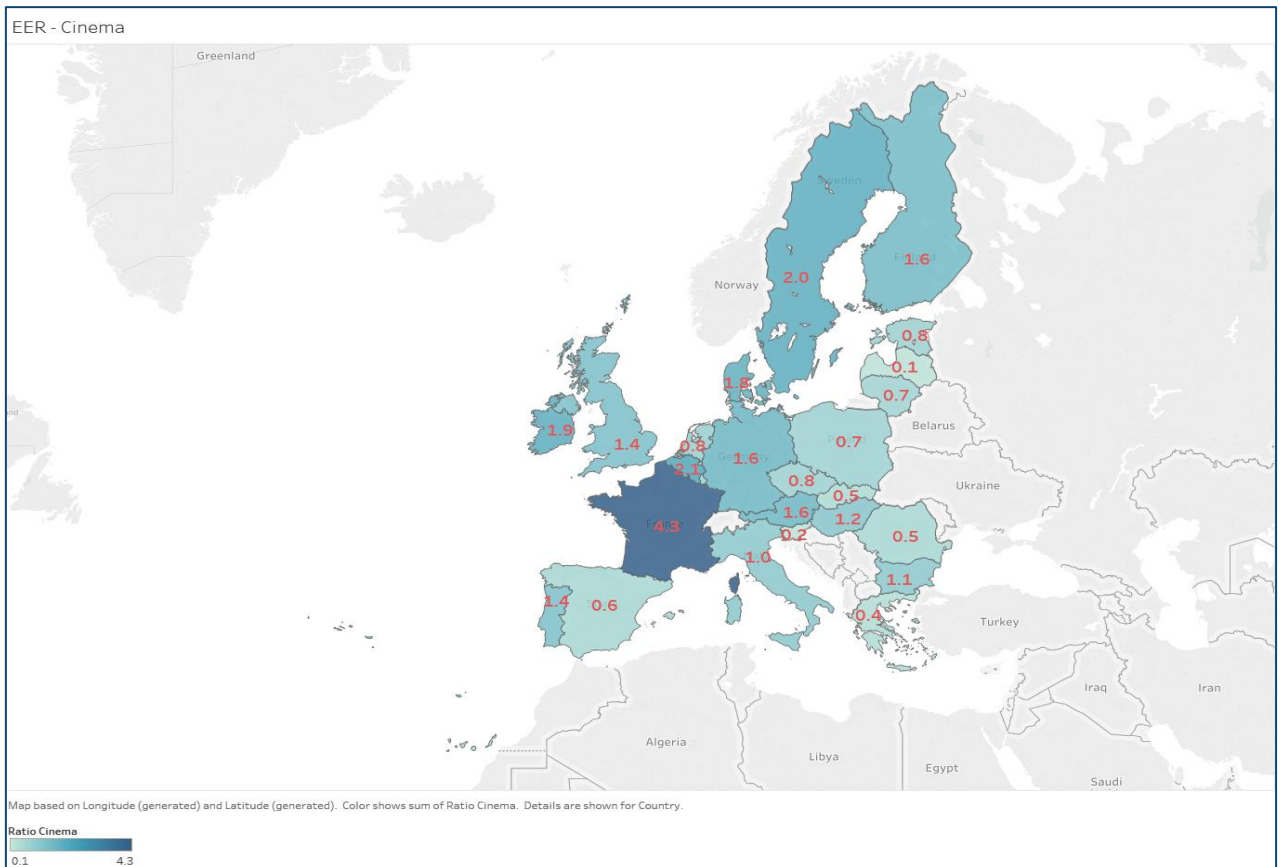 EER - Cinema
Greenland
Sweden
Norway
2.0
1.6
0.8
0.1
0.7
1.8
Belarus
1.9
1.4
0.8
Germany
1.6
0.7
2.1
0.8
Ukraine
0.5
1.6
1.2
4.3
0.2
0.5
1.0
1.1
1.4
0.6
0.4
Turkey
Iraq
Iran
Algeria
Libya
Egypt
Saudi
Map based on Longitude (generated) and Latitude (generated). Color shows sum of Ratio Cinema. Details are shown for Country.
Ratio Cinema
0.1 4.3